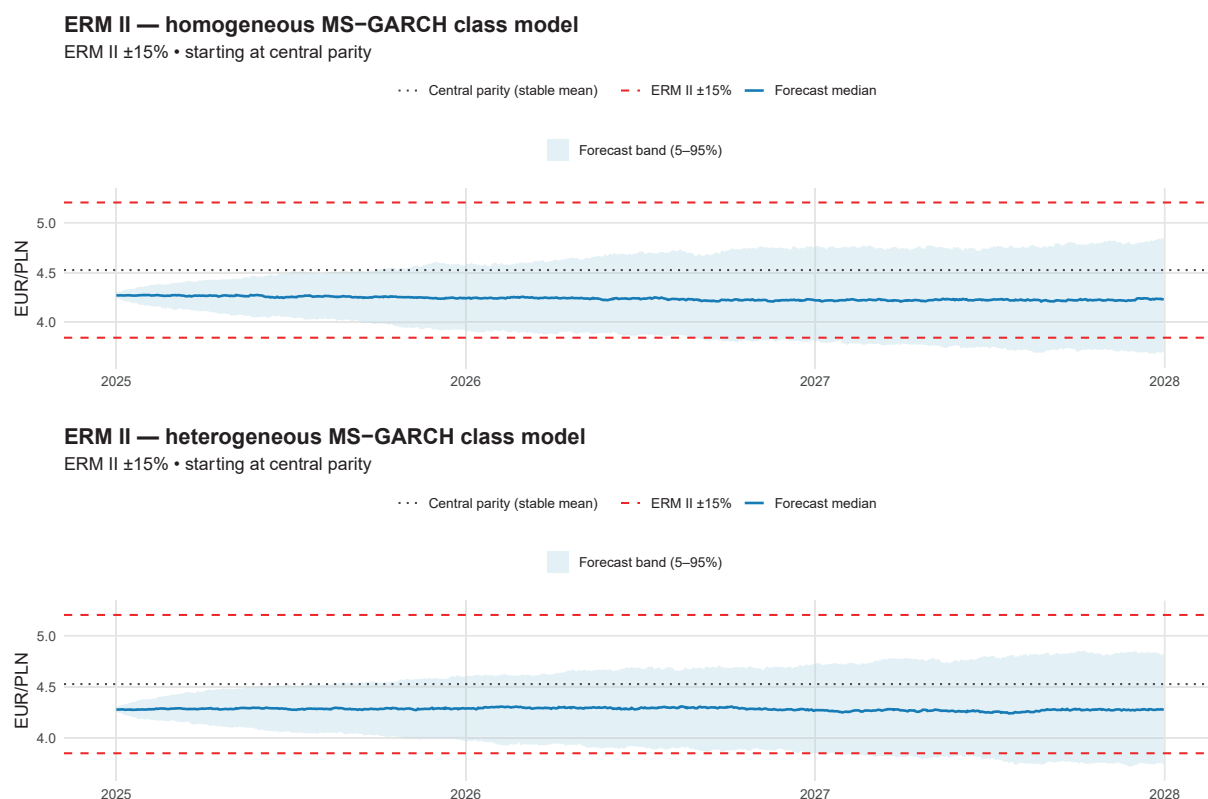 ERM II — homogeneous MS−GARCH class model
ERM II ±15% • starting at central parity
Central parity (stable mean) ERM II ±15% Forecast median
Forecast band (5–95%)
EUR/PLN
5.0
4.5
4.0
2025 2026 2027 2028
ERM II — heterogeneous MS−GARCH class model
ERM II ±15% • starting at central parity
Central parity (stable mean) ERM II ±15% Forecast median
Forecast band (5–95%)
EUR/PLN
5.0
4.5
4.0
2025 2026 2027 2028